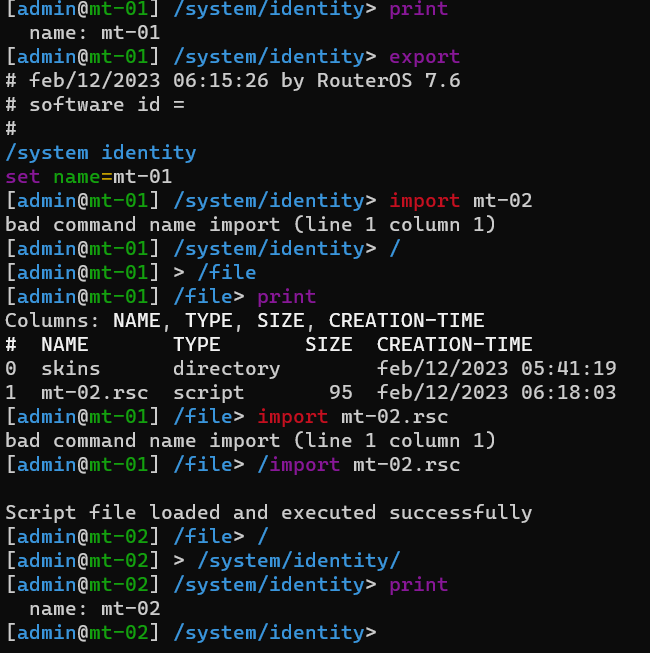 [admin@mt-01] /system/identity> print
  name: mt-01
[admin@mt-01] /system/identity> export
# feb/12/2023 06:15:26 by RouterOS 7.6
# software id =
#
/system identity
set name=mt-01
[admin@mt-01] /system/identity> import mt-02
bad command name import (line 1 column 1)
[admin@mt-01] /system/identity> /
[admin@mt-01] > /file
[admin@mt-01] /file> print
Columns: NAME, TYPE, SIZE, CREATION-TIME
#  NAME       TYPE       SIZE  CREATION-TIME
0  skins      directory        feb/12/2023 05:41:19
1  mt-02.rsc  script       95  feb/12/2023 06:18:03
[admin@mt-01] /file> import mt-02.rsc
bad command name import (line 1 column 1)
[admin@mt-01] /file> /import mt-02.rsc

Script file loaded and executed successfully
[admin@mt-02] /file> /
[admin@mt-02] > /system/identity/
[admin@mt-02] /system/identity> print
  name: mt-02
[admin@mt-02] /system/identity>